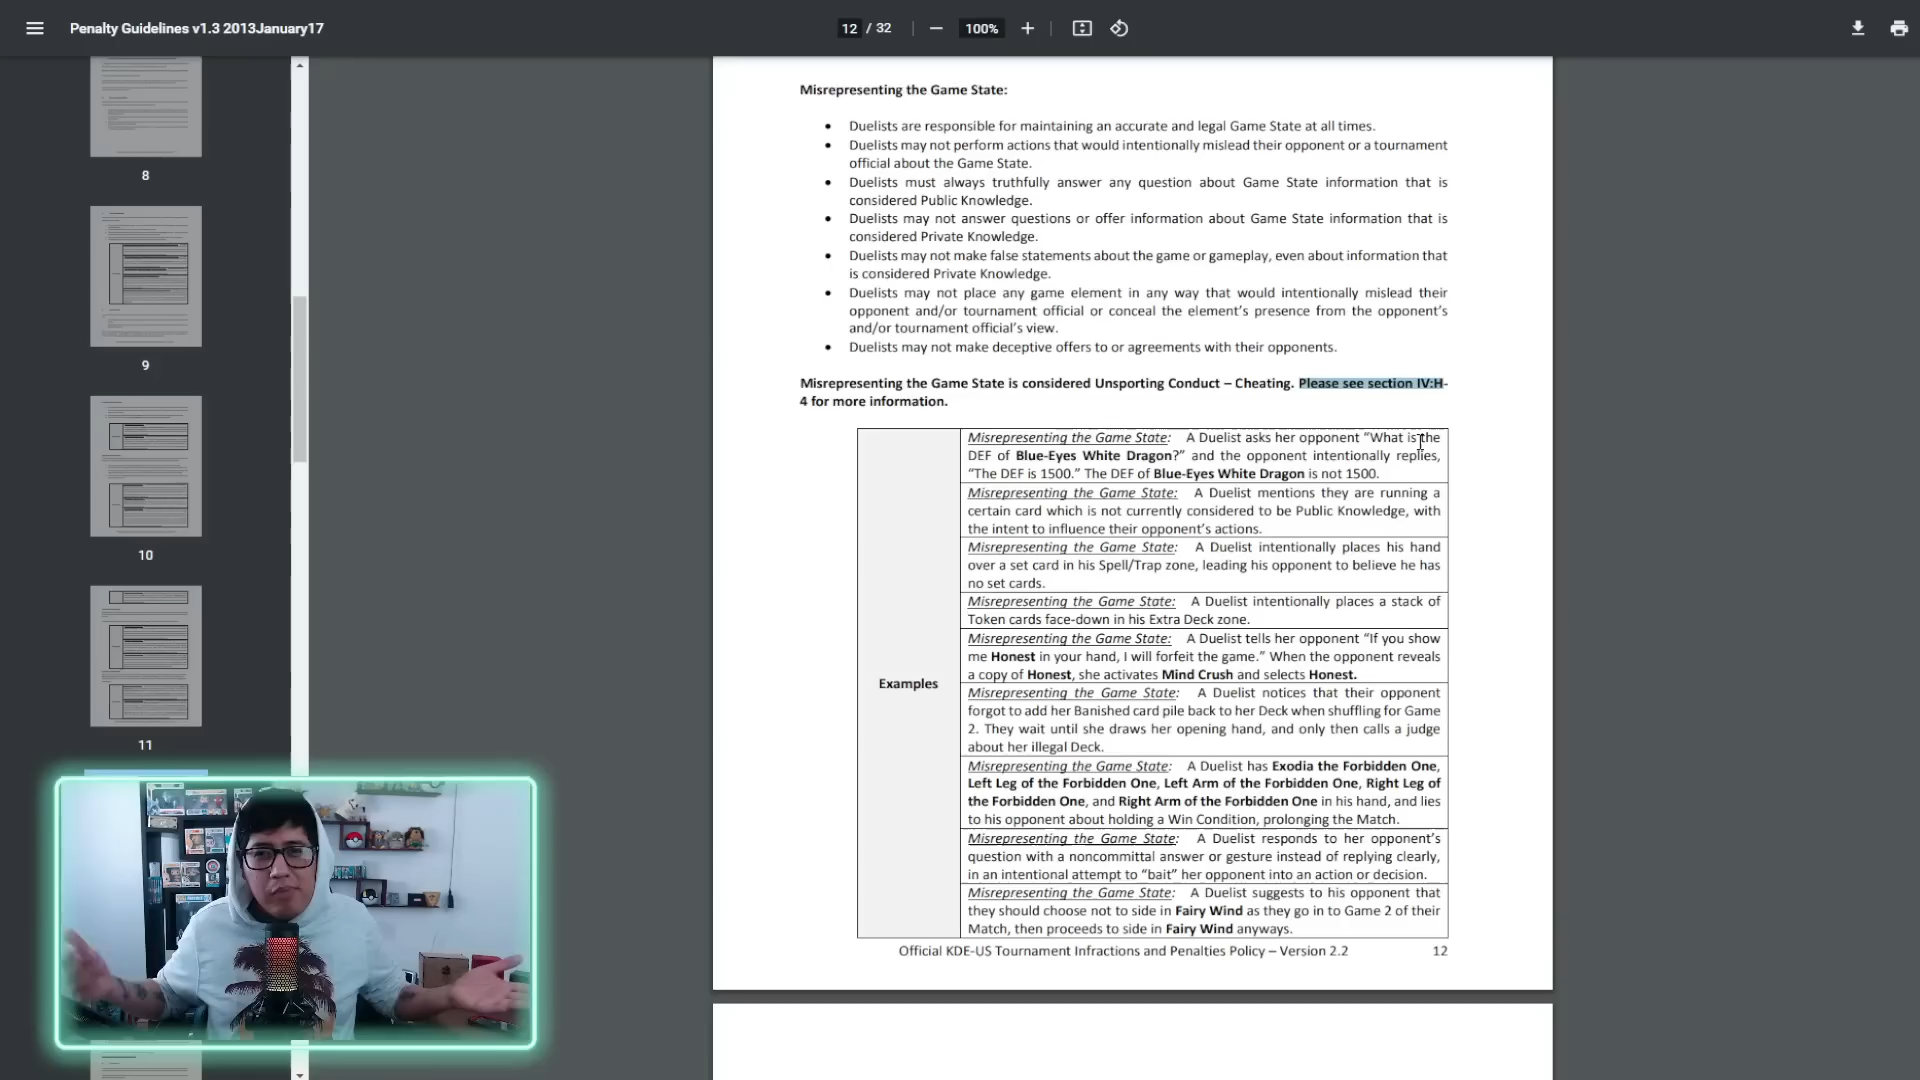 Penalty Guidelines v1.3 2013January17
12 / 32
100%
8
9
10
11
Misrepresenting the Game State:
• Duelists are responsible for maintaining an accurate and legal Game State at all times.
• Duelists may not perform actions that would intentionally mislead their opponent or a tournament
official about the Game State.
• Duelists must always truthfully answer any question about Game State information that is
considered Public Knowledge.
• Duelists may not answer questions or offer information about Game State information that is
considered Private Knowledge.
• Duelists may not make false statements about the game or gameplay, even about information that
is considered Private Knowledge.
• Duelists may not place any game element in any way that would intentionally mislead their
opponent and/or tournament official or conceal the element's presence from the opponent's
and/or tournament official's view.
• Duelists may not make deceptive offers to or agreements with their opponents.
Misrepresenting the Game State is considered Unsporting Conduct – Cheating. Please see section IV:H-
4 for more information.
Examples
Misrepresenting the Game State: A Duelist asks her opponent “What is the
DEF of Blue-Eyes White Dragon?” and the opponent intentionally replies,
“The DEF is 1500.” The DEF of Blue-Eyes White Dragon is not 1500.
Misrepresenting the Game State: A Duelist mentions they are running a
certain card which is not currently considered to be Public Knowledge, with
the intent to influence their opponent's actions.
Misrepresenting the Game State: A Duelist intentionally places his hand
over a set card in his Spell/Trap zone, leading his opponent to believe he has
no set cards.
Misrepresenting the Game State: A Duelist intentionally places a stack of
Token cards face-down in his Extra Deck zone.
Misrepresenting the Game State: A Duelist tells her opponent “If you show
me Honest in your hand, I will forfeit the game.” When the opponent reveals
a copy of Honest, she activates Mind Crush and selects Honest.
Misrepresenting the Game State: A Duelist notices that their opponent
forgot to add her Banished card pile back to her Deck when shuffling for Game
2. They wait until she draws her opening hand, and only then calls a judge
about her illegal Deck.
Misrepresenting the Game State: A Duelist has Exodia the Forbidden One,
Left Leg of the Forbidden One, Left Arm of the Forbidden One, Right Leg of
the Forbidden One, and Right Arm of the Forbidden One in his hand, and lies
to his opponent about holding a Win Condition, prolonging the Match.
Misrepresenting the Game State: A Duelist responds to her opponent's
question with a noncommittal answer or gesture instead of replying clearly,
in an intentional attempt to “bait” her opponent into an action or decision.
Misrepresenting the Game State: A Duelist suggests to his opponent that
they should choose not to side in Fairy Wind as they go in to Game 2 of their
Match, then proceeds to side in Fairy Wind anyways.
Official KDE-US Tournament Infractions and Penalties Policy – Version 2.2 12